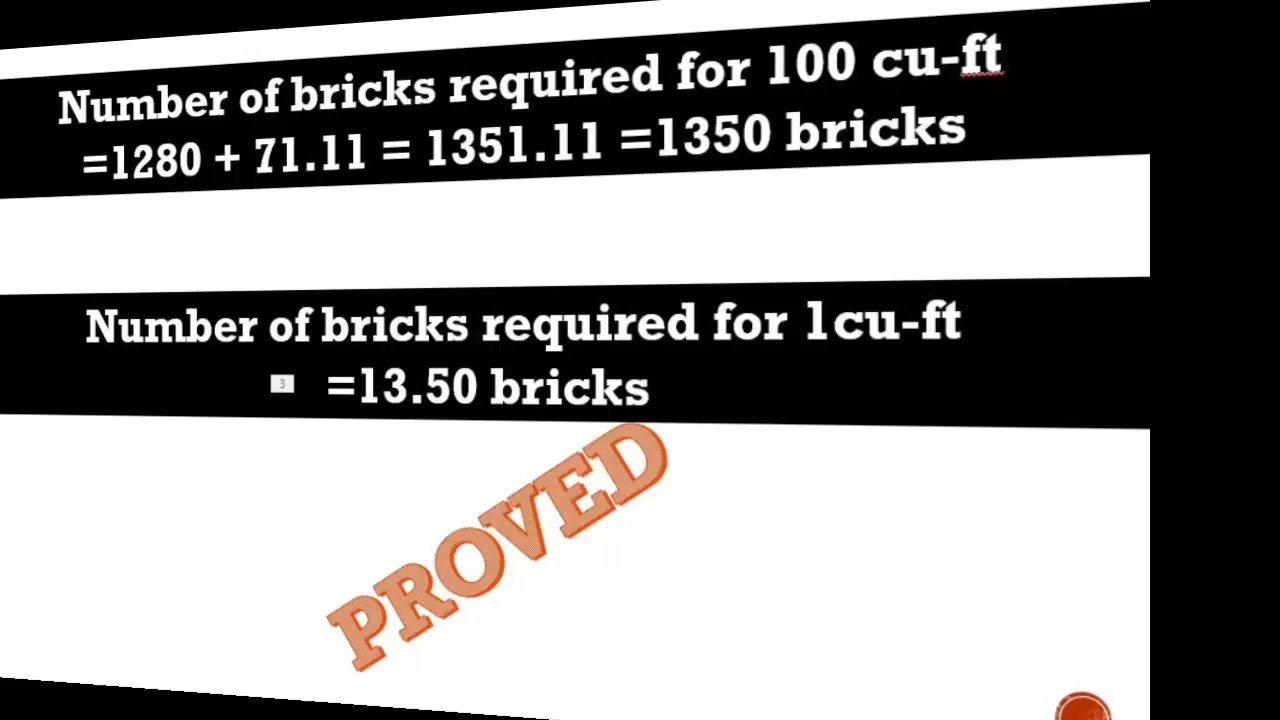 Number of bricks required for 100 cu-ft
=1280 + 71.11 = 1351.11 =1350 bricks
Number of bricks required for 1cu-ft
3
=13.50 bricks
PROVED